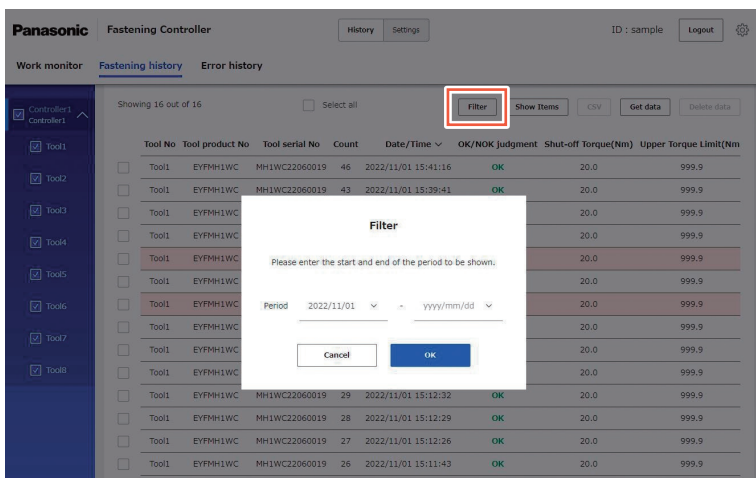 Panasonic Fastening Controller History Settings ID : sample Logout
Work monitor Fastening history Error history
Controller1
Controller1
Tool1
Tool2
Tool3
Tool4
Tool5
Tool6
Tool7
Tool8
Showing 16 out of 16 Select all Filter Show Items CSV Get data Delete data
Tool No Tool product No Tool serial No Count Date/Time OK/NOK judgment Shut-off Torque(Nm) Upper Torque Limit(Nm
Tool1 EYFMH1WC MH1WC22060019 46 2022/11/01 15:41:16 OK 20.0 999.9
Tool1 EYFMH1WC MH1WC22060019 43 2022/11/01 15:39:41 OK 20.0 999.9
Tool1 EYFMH1WC 20.0 999.9
Tool1 EYFMH1WC 20.0 999.9
Tool1 EYFMH1WC 20.0 999.9
Tool1 EYFMH1WC 20.0 999.9
Tool1 EYFMH1WC 20.0 999.9
Tool1 EYFMH1WC 20.0 999.9
Tool1 EYFMH1WC 20.0 999.9
Tool1 EYFMH1WC 20.0 999.9
Tool1 EYFMH1WC MH1WC22060019 29 2022/11/01 15:12:32 OK 20.0 999.9
Tool1 EYFMH1WC MH1WC22060019 28 2022/11/01 15:12:29 OK 20.0 999.9
Tool1 EYFMH1WC MH1WC22060019 27 2022/11/01 15:12:26 OK 20.0 999.9
Tool1 EYFMH1WC MH1WC22060019 26 2022/11/01 15:11:43 OK 20.0 999.9
Filter
Please enter the start and end of the period to be shown.
Period 2022/11/01 - yyyy/mm/dd
Cancel OK